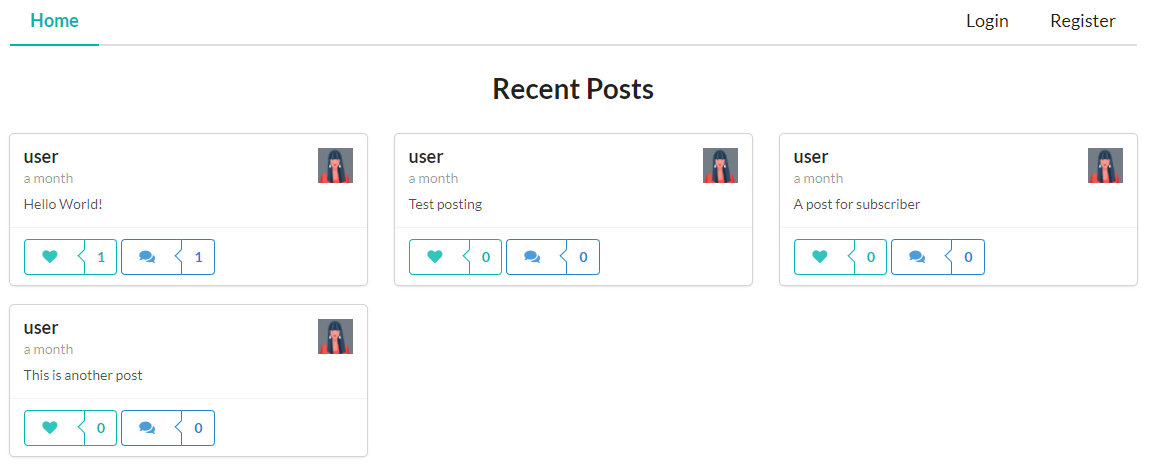 Home
Login
Register
Recent Posts
user
a month
Hello World!
1
1
user
a month
Test posting
0
0
user
a month
A post for subscriber
0
0
user
a month
This is another post
0
0